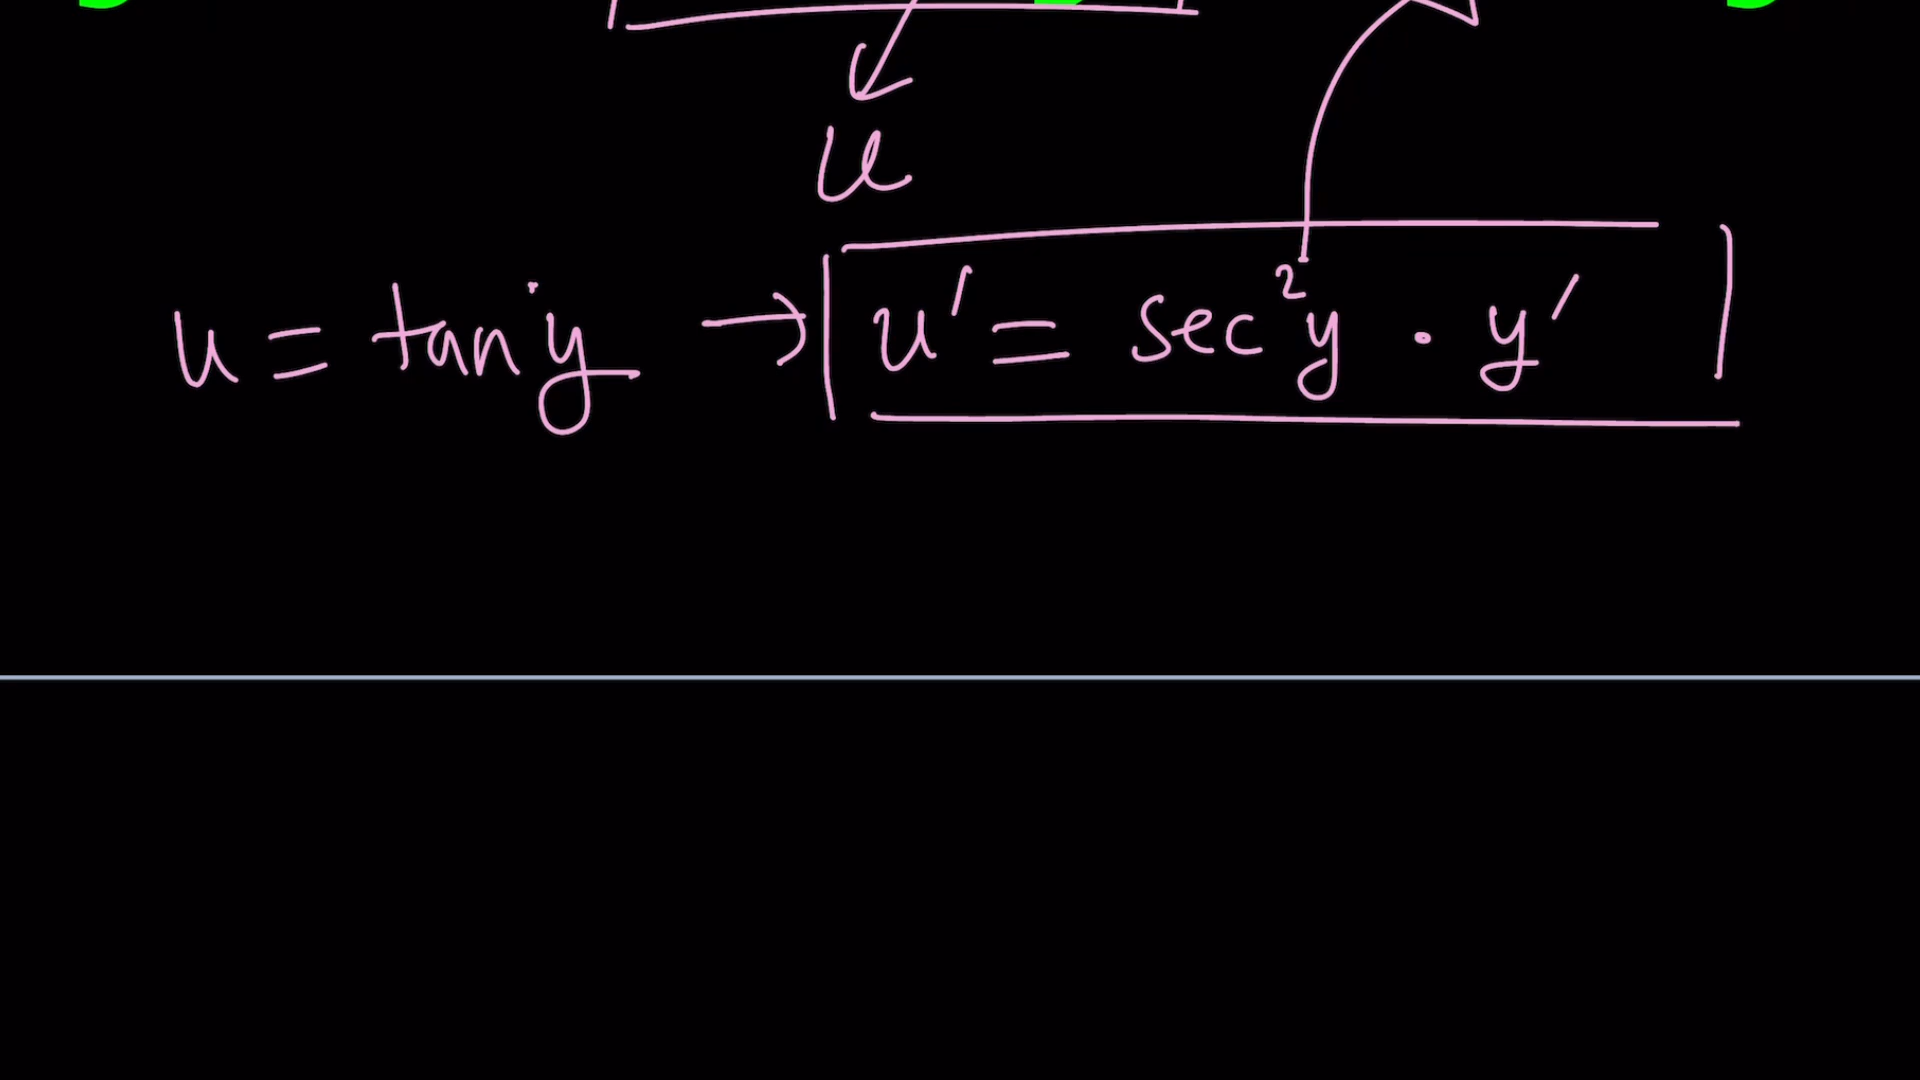 u
u = tan y → u' = sec²y · y'